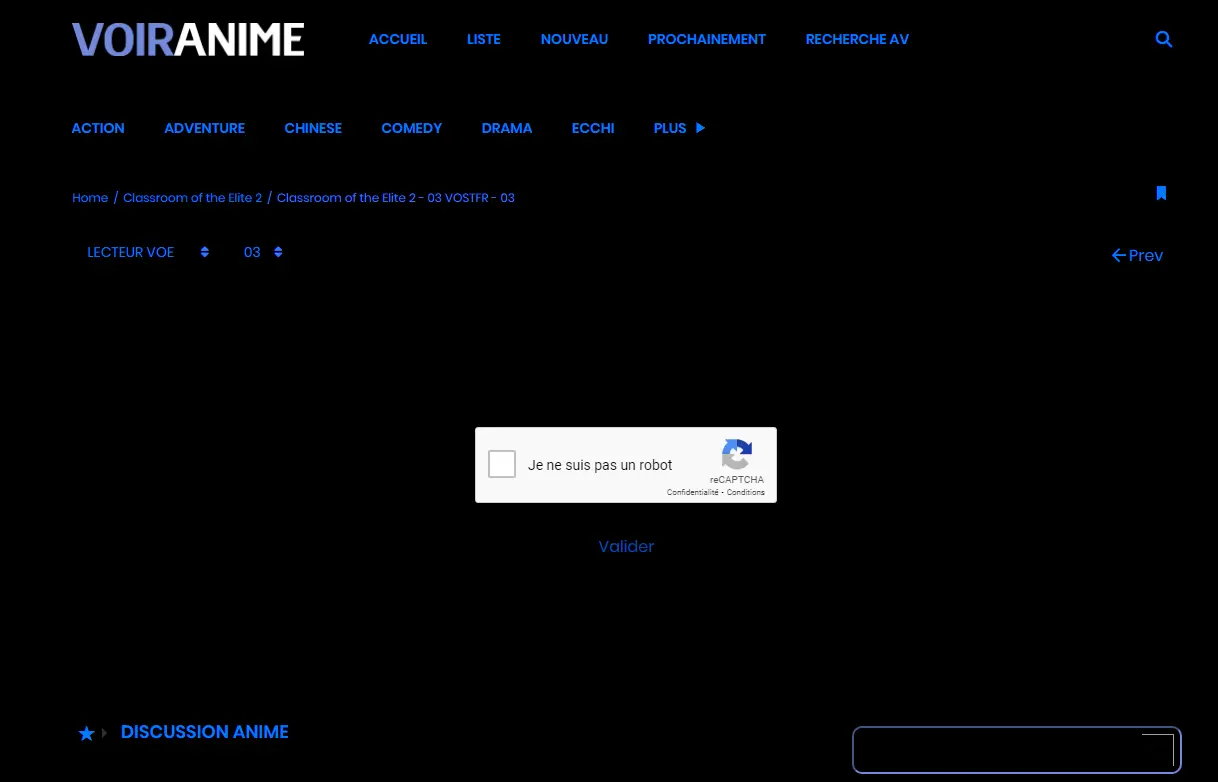 VOIRANIME ACCUEIL LISTE NOUVEAU PROCHAINEMENT RECHERCHE AV
ACTION ADVENTURE CHINESE COMEDY DRAMA ECCHI PLUS
Home / Classroom of the Elite 2 / Classroom of the Elite 2 - 03 VOSTFR - 03
LECTEUR VOE 03
Prev
Je ne suis pas un robot
reCAPTCHA
Confidentialité - Conditions
Valider
DISCUSSION ANIME